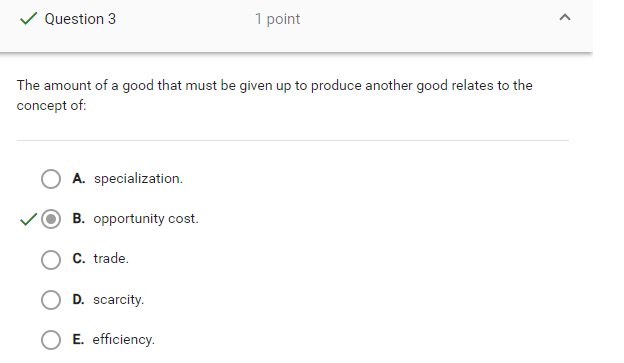 Question 3
1 point
The amount of a good that must be given up to produce another good relates to the
concept of:
A. specialization.
B. opportunity cost.
C. trade.
D. scarcity.
E. efficiency.